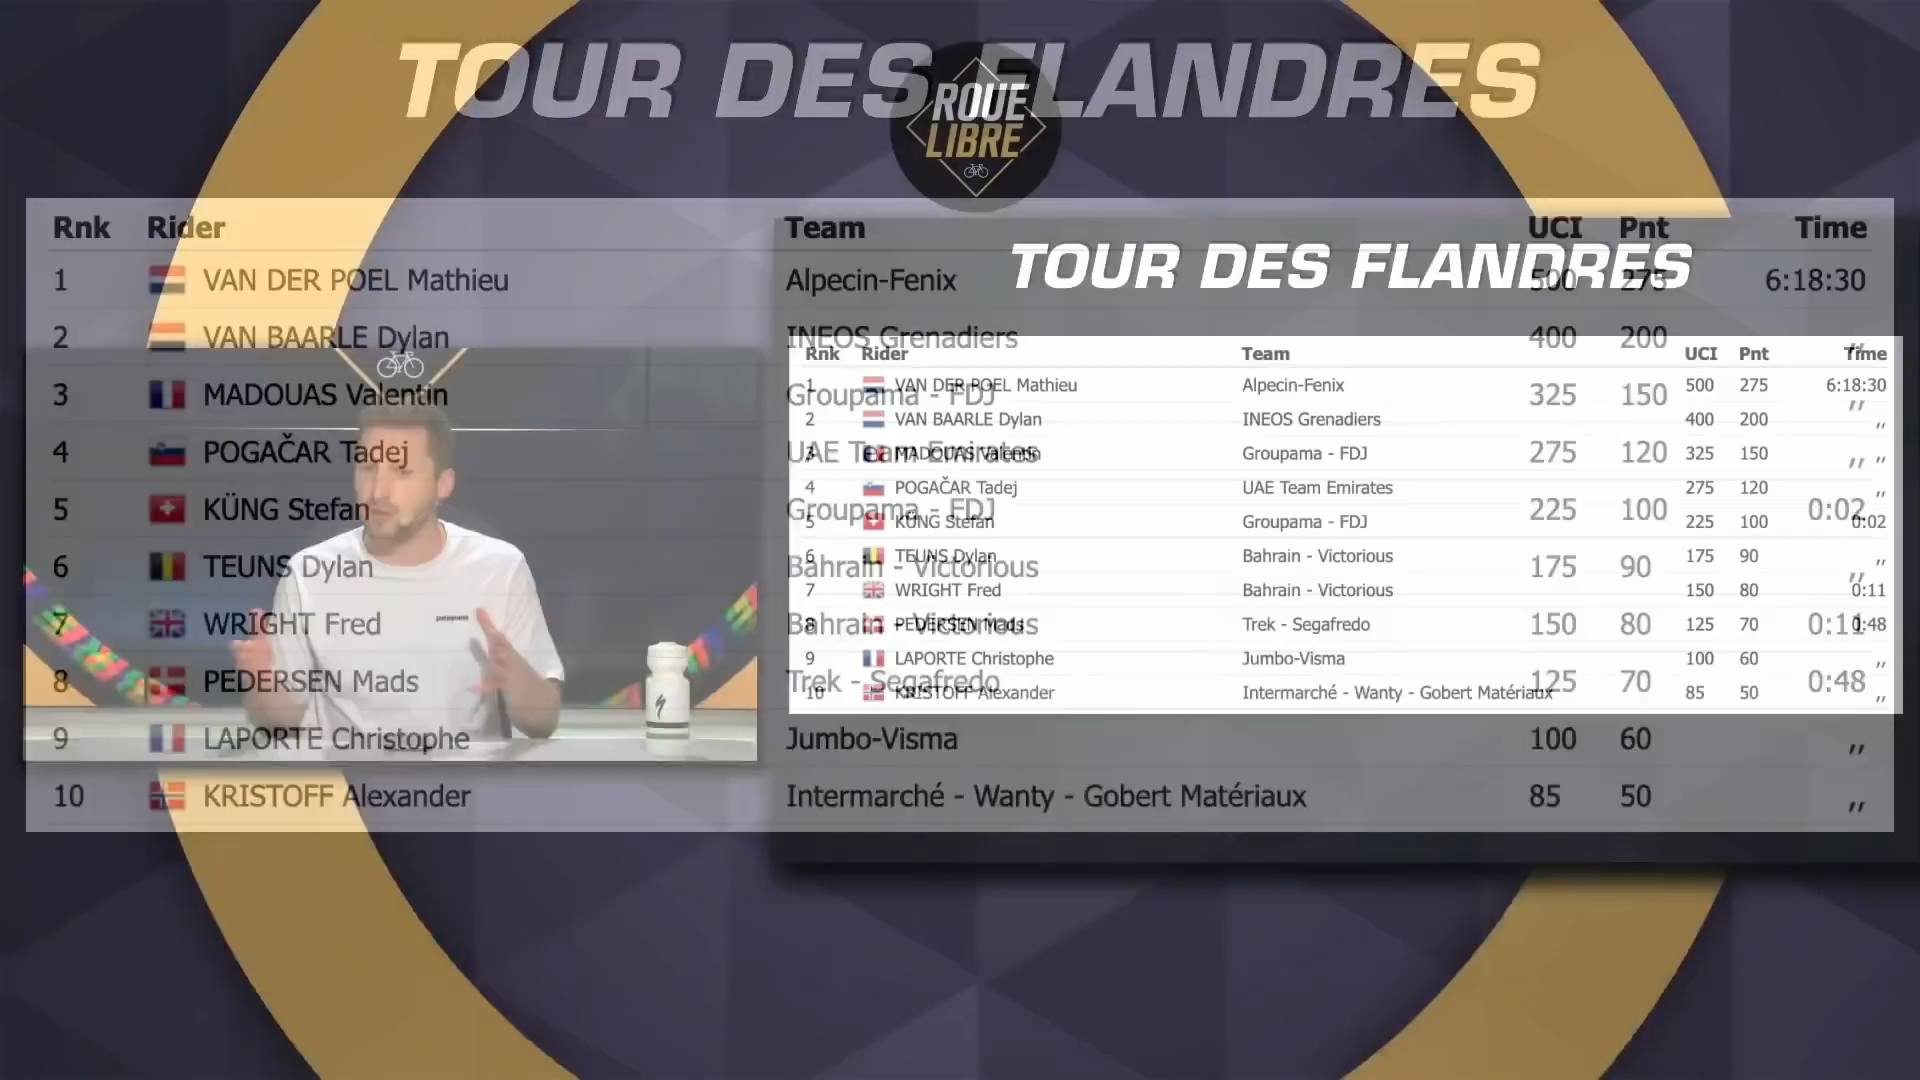 TOUR DES FLANDRES
ROUE
LIBRE
Rnk Rider Team UCI Pnt Time
1 VAN DER POEL Mathieu Alpecin-Fenix 500 275 6:18:30
2 VAN BAARLE Dylan INEOS Grenadiers 400 200 ,,
3 MADOUAS Valentin Groupama - FDJ 325 150 ,,
4 POGAČAR Tadej UAE Team Emirates 275 120 ,,
5 KÜNG Stefan Groupama - FDJ 225 100 0:02
6 TEUNS Dylan Bahrain - Victorious 175 90 ,,
7 WRIGHT Fred Bahrain - Victorious 150 80 0:11
8 PEDERSEN Mads Trek - Segafredo 125 70 0:48
9 LAPORTE Christophe Jumbo-Visma 100 60 ,,
10 KRISTOFF Alexander Intermarché - Wanty - Gobert Matériaux 85 50 ,,
TOUR DES FLANDRES
Rnk Rider Team UCI Pnt Time
1 VAN DER POEL Mathieu Alpecin-Fenix 500 275 6:18:30
2 VAN BAARLE Dylan INEOS Grenadiers 400 200 ,,
3 MADOUAS Valentin Groupama - FDJ 325 150 ,,
4 POGAČAR Tadej UAE Team Emirates 275 120 ,,
5 KÜNG Stefan Groupama - FDJ 225 100 0:02
6 TEUNS Dylan Bahrain - Victorious 175 90 ,,
7 WRIGHT Fred Bahrain - Victorious 150 80 0:11
8 PEDERSEN Mads Trek - Segafredo 125 70 0:48
9 LAPORTE Christophe Jumbo-Visma 100 60 ,,
10 KRISTOFF Alexander Intermarché - Wanty - Gobert Matériaux 85 50 ,,
patagonia